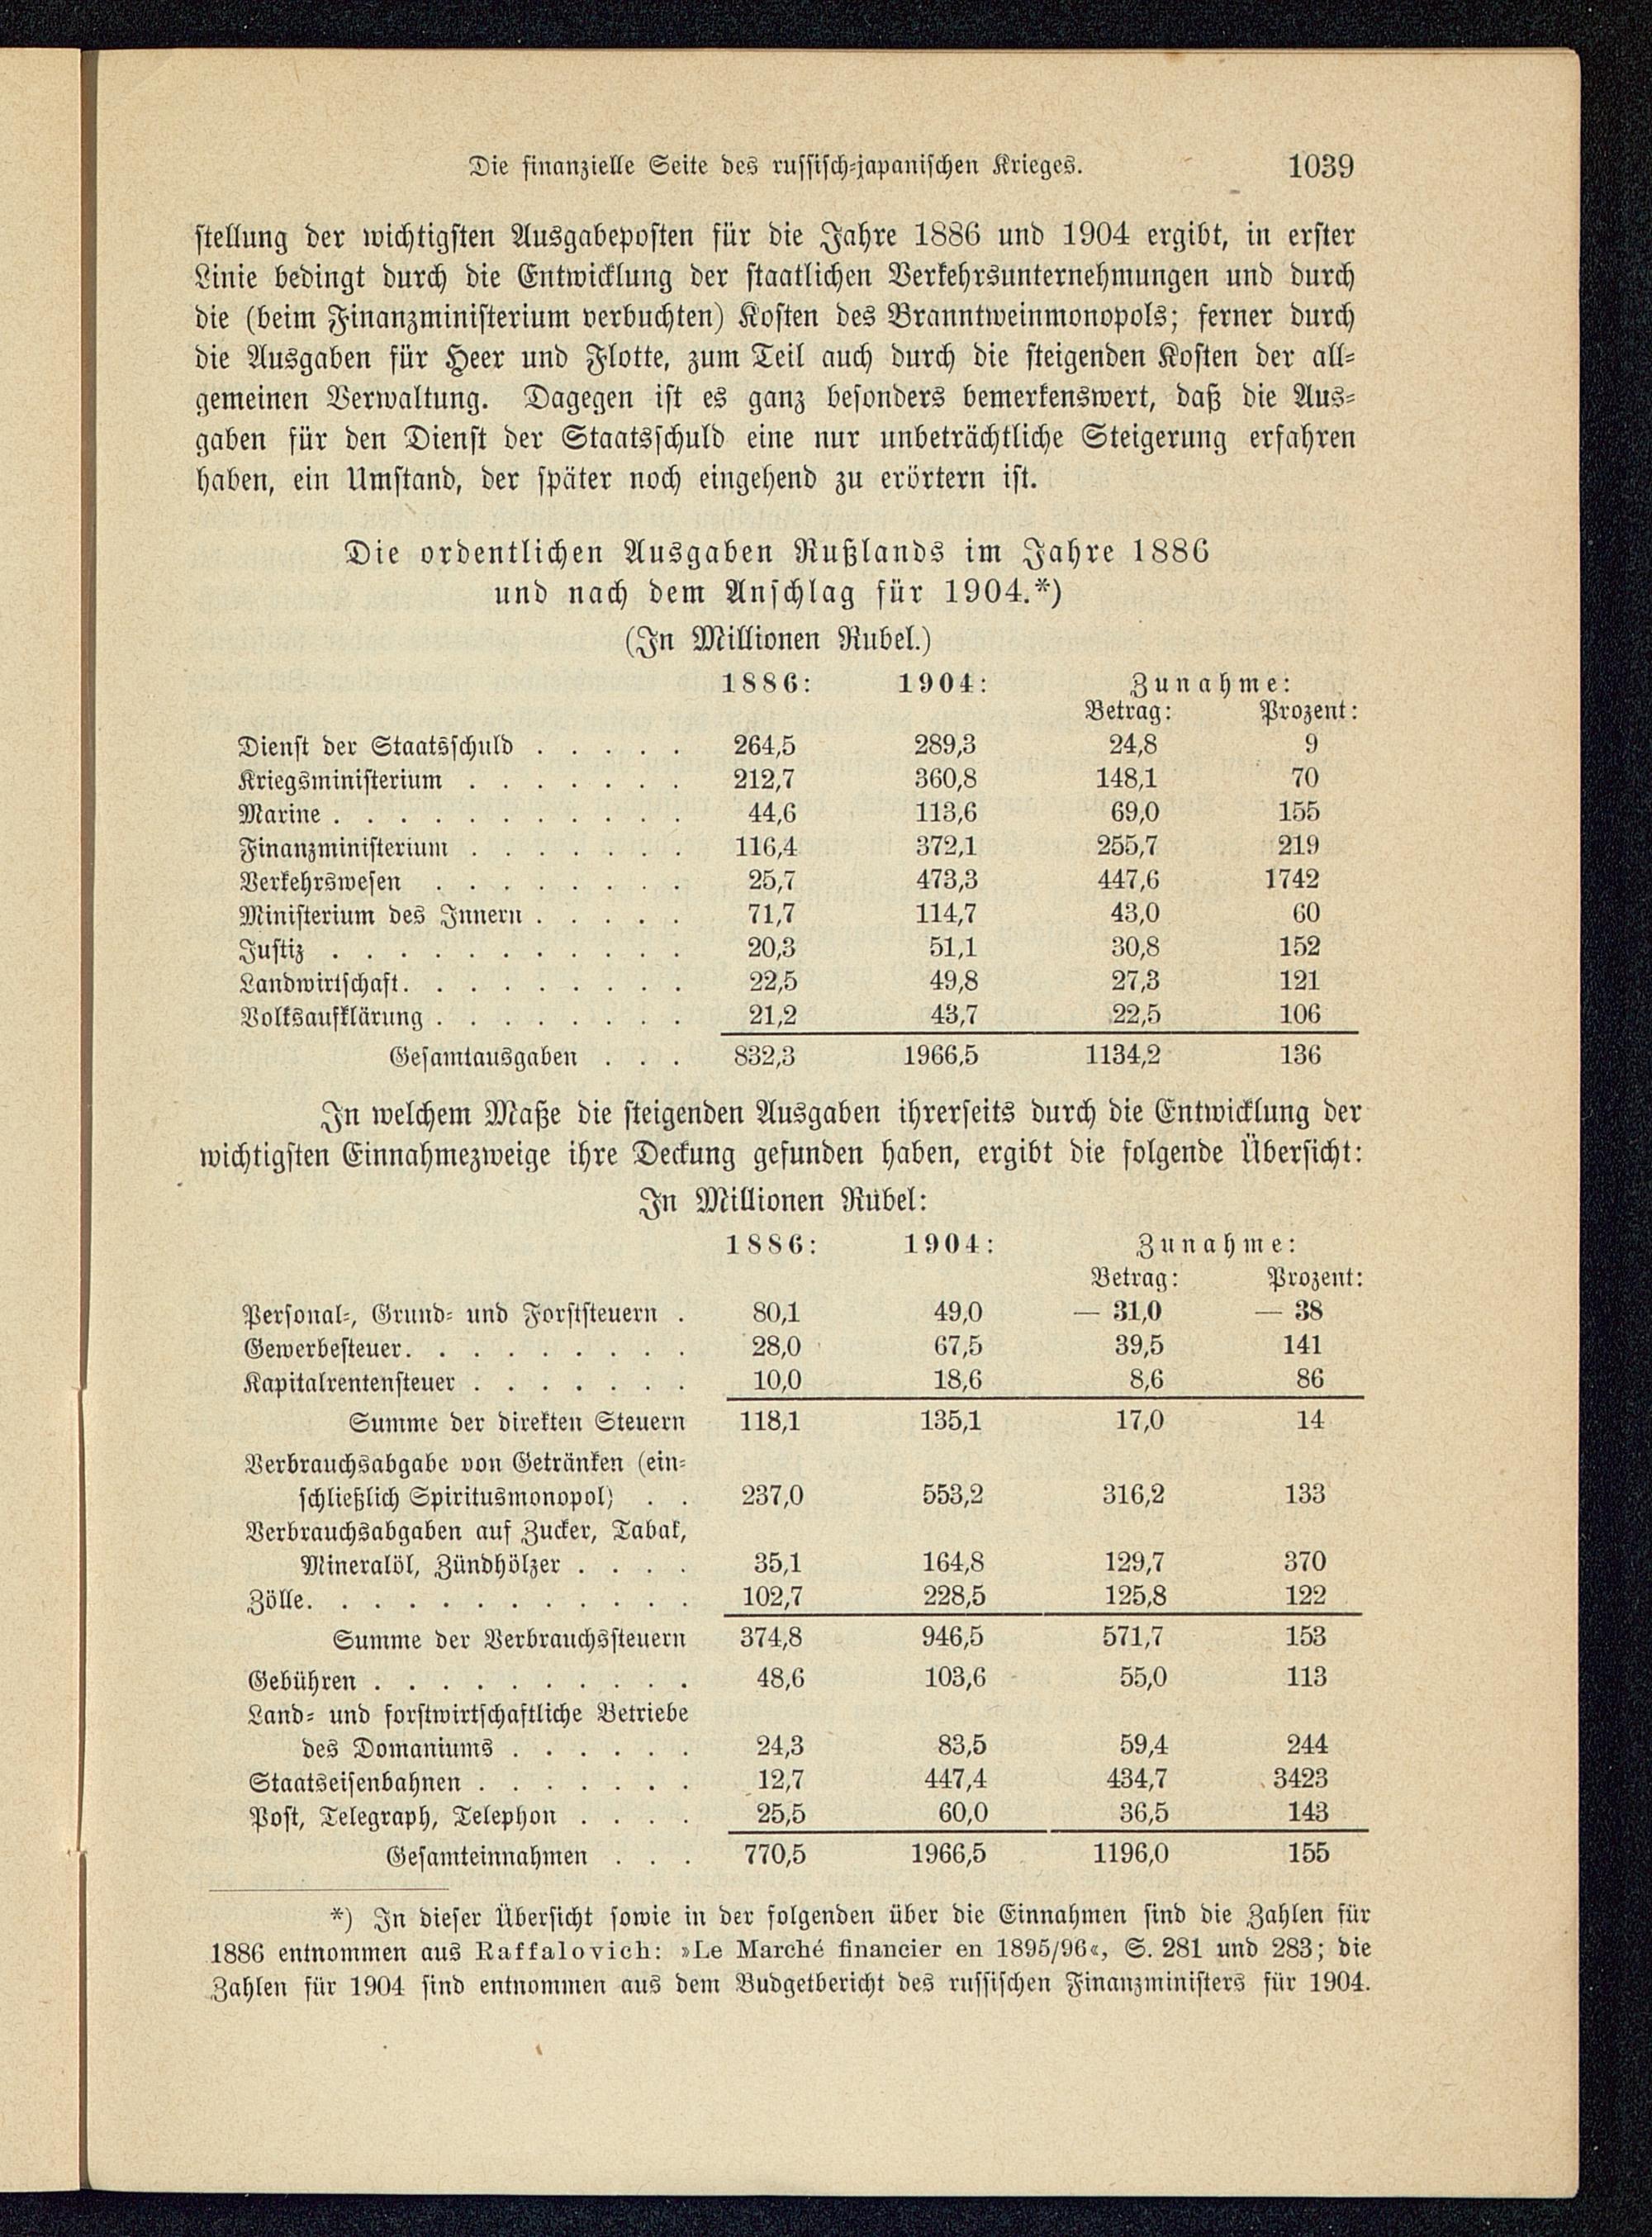 Die finanzielle Seite des russisch-japanischen Krieges. 1039
stellung der wichtigsten Ausgabeposten für die Jahre 1886 und 1904 ergibt, in erster
Linie bedingt durch die Entwicklung der staatlichen Verkehrsunternehmungen und durch
die (beim Finanzministerium verbuchten) Kosten des Branntweinmonopols; ferner durch
die Ausgaben für Heer und Flotte, zum Teil auch durch die steigenden Kosten der all-
gemeinen Verwaltung. Dagegen ist es ganz besonders bemerkenswert, daß die Aus-
gaben für den Dienst der Staatsschuld eine nur unbeträchtliche Steigerung erfahren
haben, ein Umstand, der später noch eingehend zu erörtern ist.
Die ordentlichen Ausgaben Rußlands im Jahre 1886
und nach dem Anschlag für 1904.*)
(In Millionen Rubel.)
1886: 1904: Zunahme:
Betrag: Prozent:
Dienst der Staatsschuld . . . . . 264,5 289,3 24,8 9
Kriegsministerium . . . . . . . 212,7 360,8 148,1 70
Marine . . . . . . . . . . . 44,6 113,6 69,0 155
Finanzministerium . . . . . . . 116,4 372,1 255,7 219
Verkehrswesen . . . . . . . . 25,7 473,3 447,6 1742
Ministerium des Innern . . . . . 71,7 114,7 43,0 60
Justiz . . . . . . . . . . . 20,3 51,1 30,8 152
Landwirtschaft . . . . . . . . . 22,5 49,8 27,3 121
Volksaufklärung . . . . . . . . 21,2 43,7 22,5 106
Gesamtausgaben . . . 832,3 1966,5 1134,2 136
In welchem Maße die steigenden Ausgaben ihrerseits durch die Entwicklung der
wichtigsten Einnahmezweige ihre Deckung gefunden haben, ergibt die folgende Übersicht:
In Millionen Rubel:
1886: 1904: Zunahme:
Betrag: Prozent:
Personal-, Grund- und Forststeuern . 80,1 49,0 — 31,0 — 38
Gewerbesteuer . . . . . . . . . 28,0 67,5 39,5 141
Kapitalrentensteuer . . . . . . . 10,0 18,6 8,6 86
Summe der direkten Steuern 118,1 135,1 17,0 14
Verbrauchsabgabe von Getränken (ein-
schließlich Spiritusmonopol) . . 237,0 553,2 316,2 133
Verbrauchsabgaben auf Zucker, Tabak,
Mineralöl, Zündhölzer . . . . 35,1 164,8 129,7 370
Zölle . . . . . . . . . . . . 102,7 228,5 125,8 122
Summe der Verbrauchssteuern 374,8 946,5 571,7 153
Gebühren . . . . . . . . . . 48,6 103,6 55,0 113
Land- und forstwirtschaftliche Betriebe
des Domaniums . . . . . . 24,3 83,5 59,4 244
Staatseisenbahnen . . . . . . . 12,7 447,4 434,7 3423
Post, Telegraph, Telephon . . . . 25,5 60,0 36,5 143
Gesamteinnahmen . . . 770,5 1966,5 1196,0 155
*) In dieser Übersicht sowie in der folgenden über die Einnahmen sind die Zahlen für
1886 entnommen aus Raffalovich: »Le Marché financier en 1895/96«, S. 281 und 283; die
Zahlen für 1904 sind entnommen aus dem Budgetbericht des russischen Finanzministers für 1904.